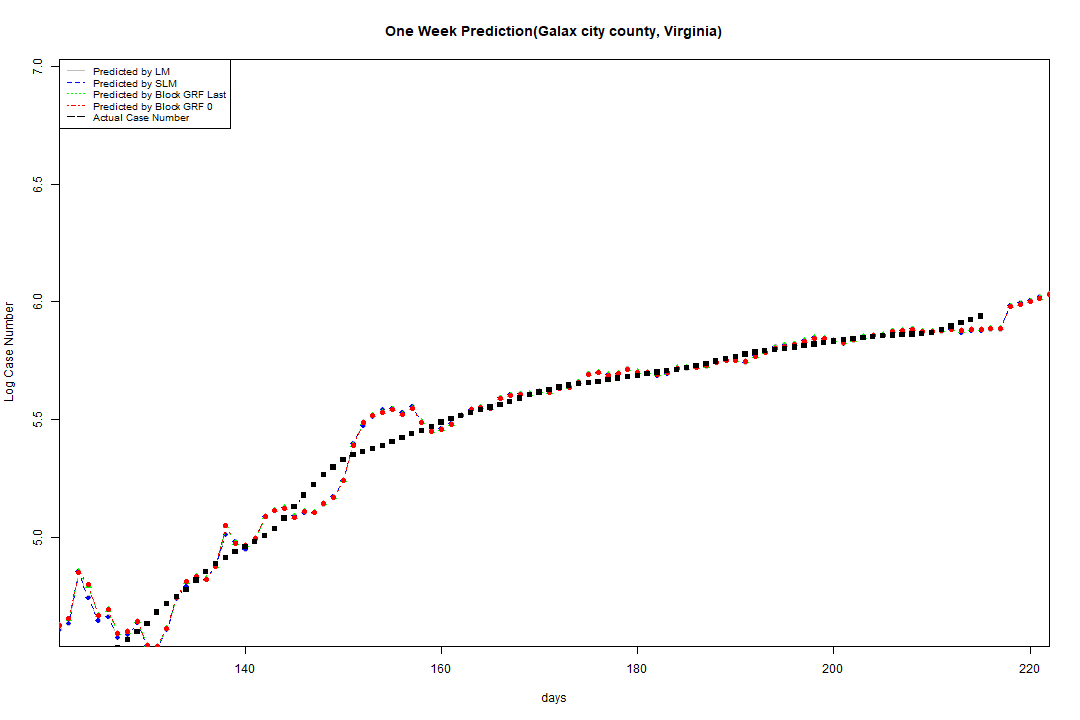 One Week Prediction(Galax city county, Virginia)
Predicted by LM
Predicted by SLM
Predicted by Block GRF Last
Predicted by Block GRF 0
Actual Case Number
7.0
6.5
6.0
5.5
5.0
Log Case Number
140 160 180 200 220
days